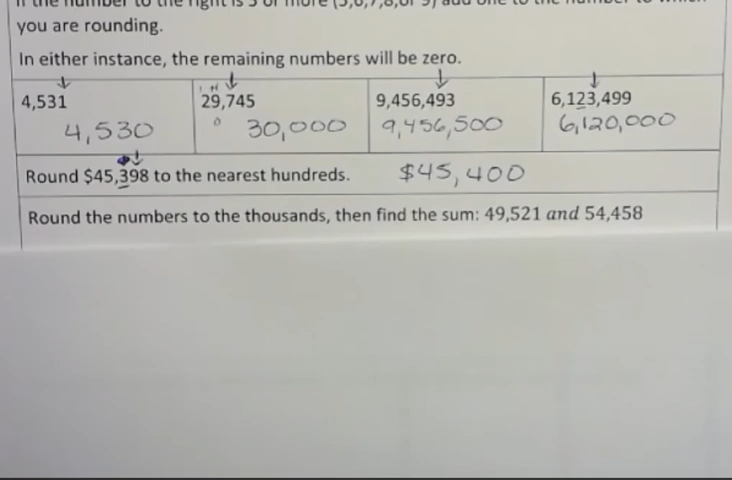 you are rounding.
In either instance, the remaining numbers will be zero.
4,531 29,745 9,456,493 6,123,499
4,530 30,000 9,456,500 6,120,000
Round $45,398 to the nearest hundreds. $45,400
Round the numbers to the thousands, then find the sum: 49,521 and 54,458